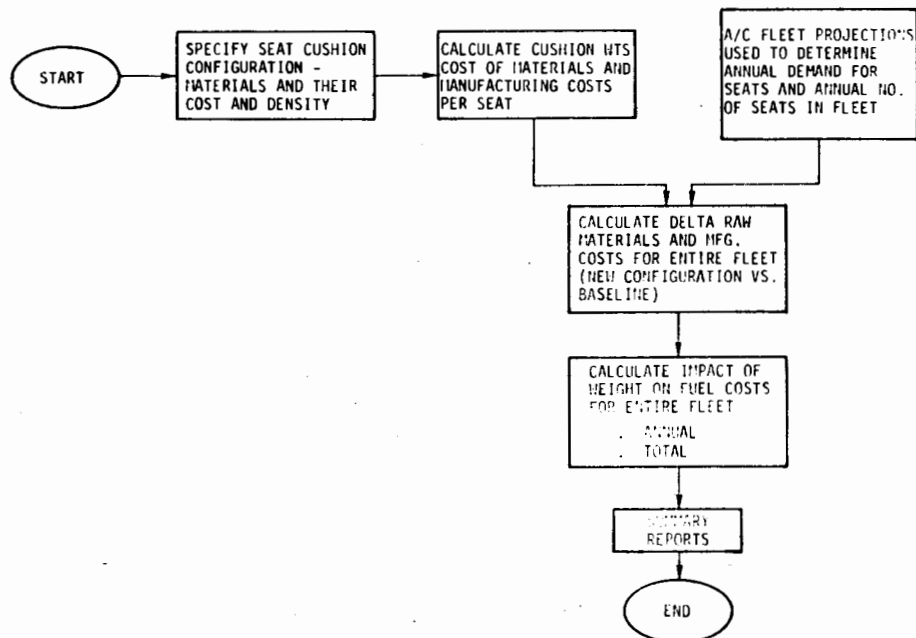 START
SPECIFY SEAT CUSHION
CONFIGURATION -
MATERIALS AND THEIR
COST AND DENSITY
CALCULATE CUSHION WTS
COST OF MATERIALS AND
MANUFACTURING COSTS
PER SEAT
A/C FLEET PROJECTIONS
USED TO DETERMINE
ANNUAL DEMAND FOR
SEATS AND ANNUAL NO.
OF SEATS IN FLEET
CALCULATE DELTA RAW
MATERIALS AND MFG.
COSTS FOR ENTIRE FLEET
(NEW CONFIGURATION VS.
BASELINE)
CALCULATE IMPACT OF
WEIGHT ON FUEL COSTS
FOR ENTIRE FLEET
. ANNUAL
. TOTAL
SUMMARY
REPORTS
END